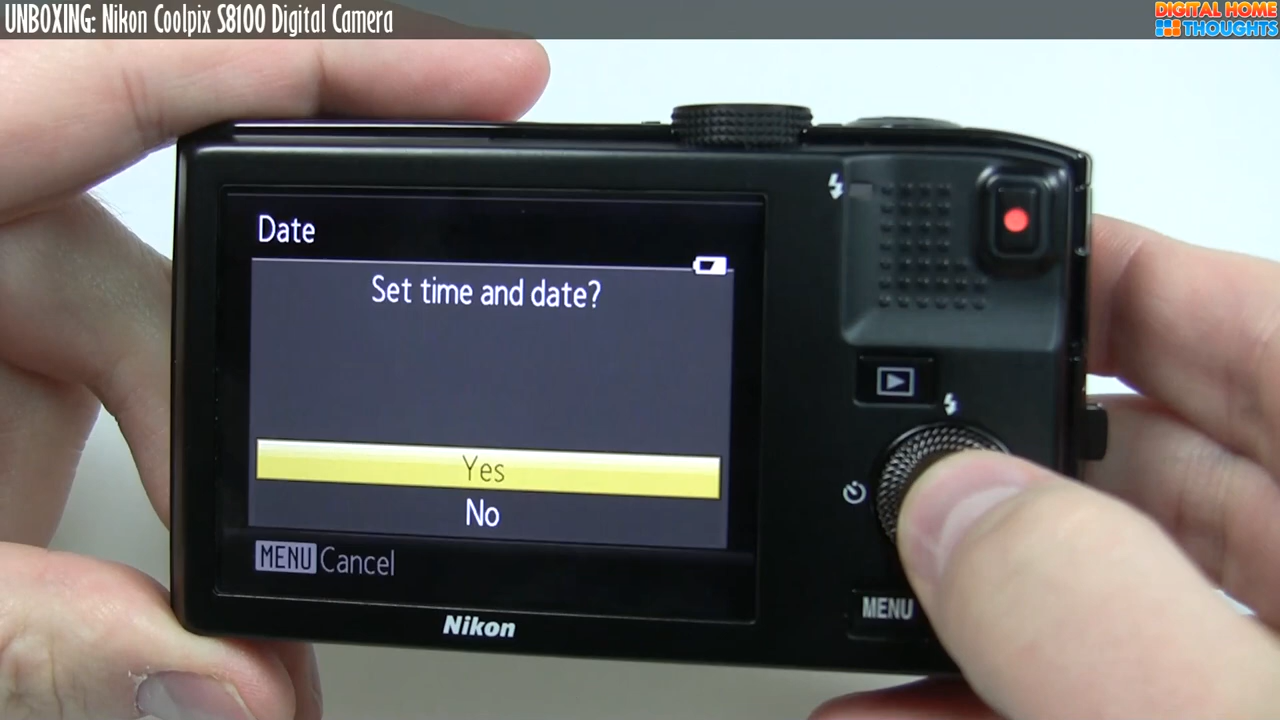 UNBOXING: Nikon Coolpix S8100 Digital Camera
DIGITAL HOME
THOUGHTS
Date
Set time and date?
Yes
No
MENU Cancel
MENU
Nikon